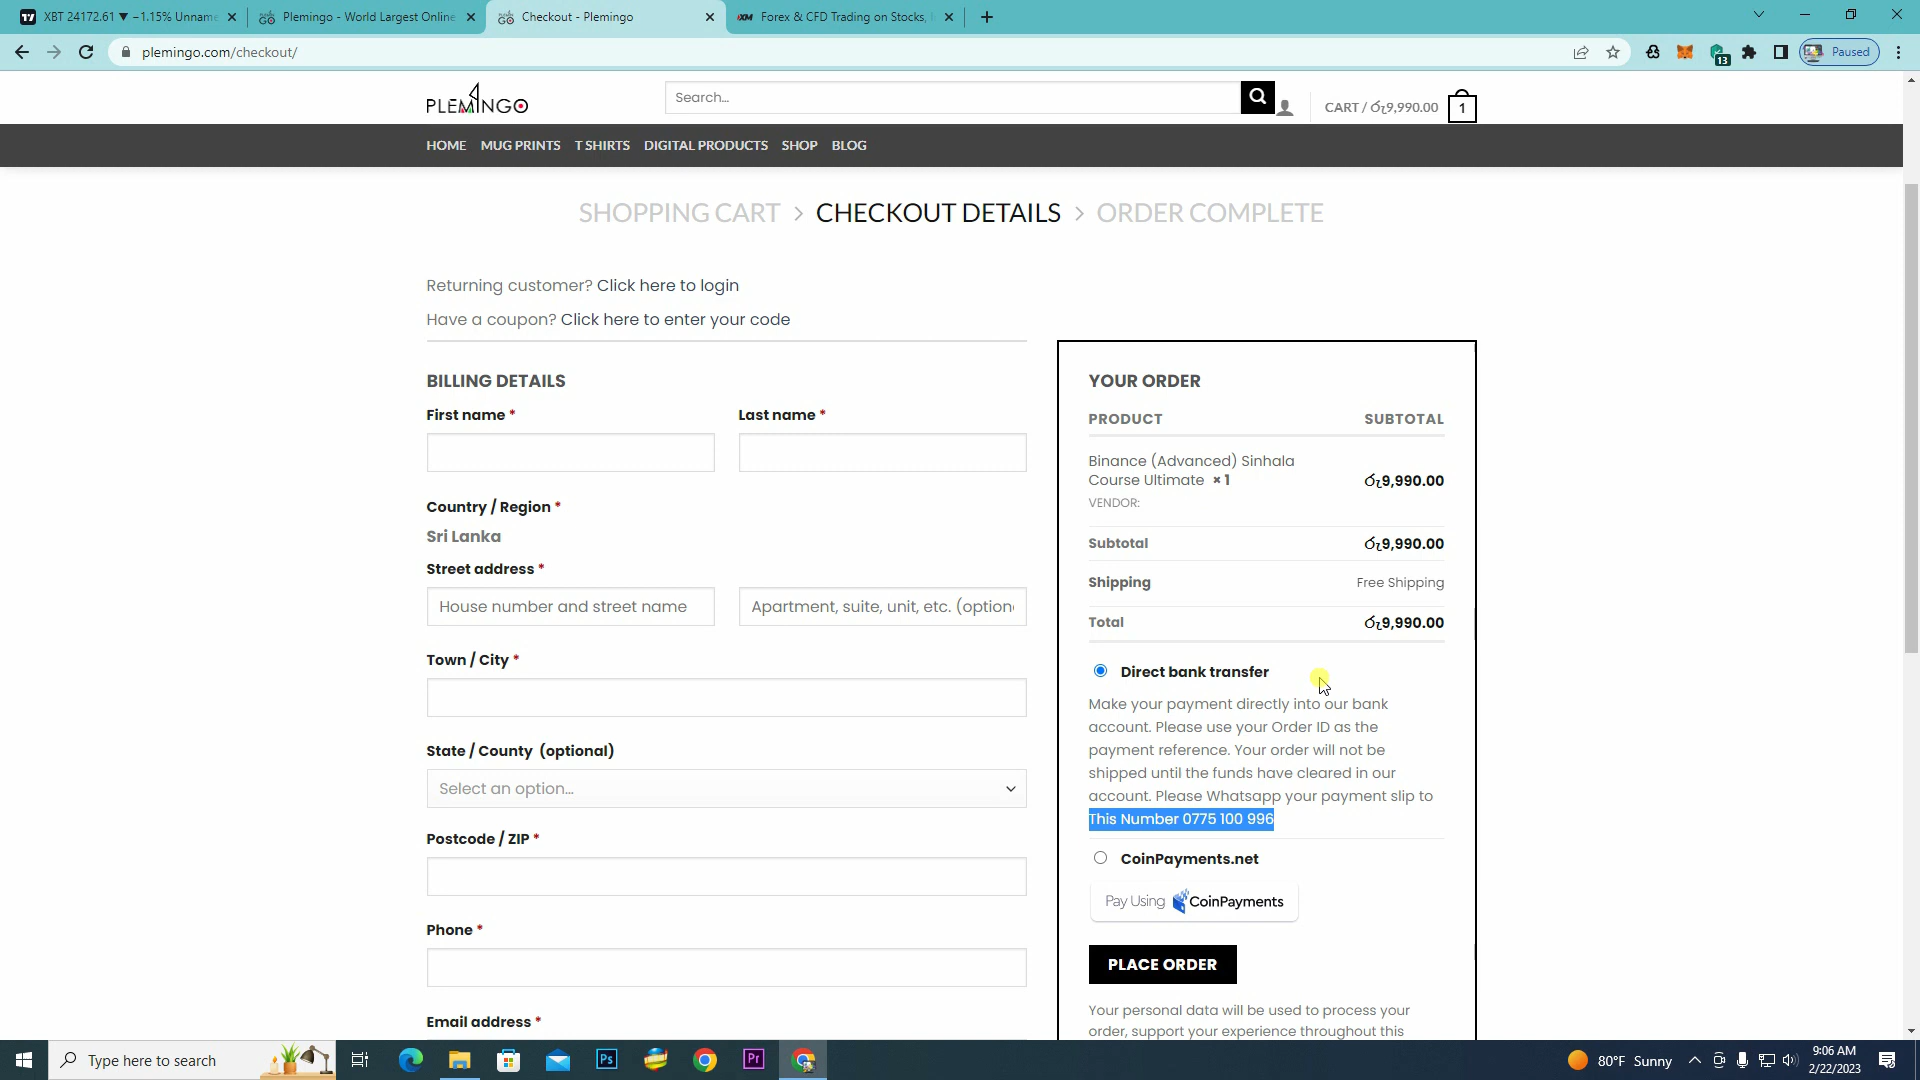 XBT 24172.61 ▼ −1.15% Unname
Plemingo - World Largest Online
Checkout - Plemingo
Forex & CFD Trading on Stocks,
plemingo.com/checkout/
13
Paused
PLEMINGO
Search...
CART / රු9,990.00
1
HOME
MUG PRINTS
T SHIRTS
DIGITAL PRODUCTS
SHOP
BLOG
SHOPPING CART > CHECKOUT DETAILS > ORDER COMPLETE
Returning customer? Click here to login
Have a coupon? Click here to enter your code
BILLING DETAILS
First name *
Last name *
Country / Region *
Sri Lanka
Street address *
House number and street name
Apartment, suite, unit, etc. (option
Town / City *
State / County (optional)
Select an option...
Postcode / ZIP *
Phone *
Email address *
YOUR ORDER
PRODUCT SUBTOTAL
Binance (Advanced) Sinhala
Course Ultimate × 1 රු9,990.00
VENDOR:
Subtotal රු9,990.00
Shipping Free Shipping
Total රු9,990.00
Direct bank transfer
Make your payment directly into our bank
account. Please use your Order ID as the
payment reference. Your order will not be
shipped until the funds have cleared in our
account. Please Whatsapp your payment slip to
This Number 0775 100 996
CoinPayments.net
Pay Using CoinPayments
PLACE ORDER
Your personal data will be used to process your
order, support your experience throughout this
Type here to search
Ps
Pr
80°F Sunny
9:06 AM
2/22/2023